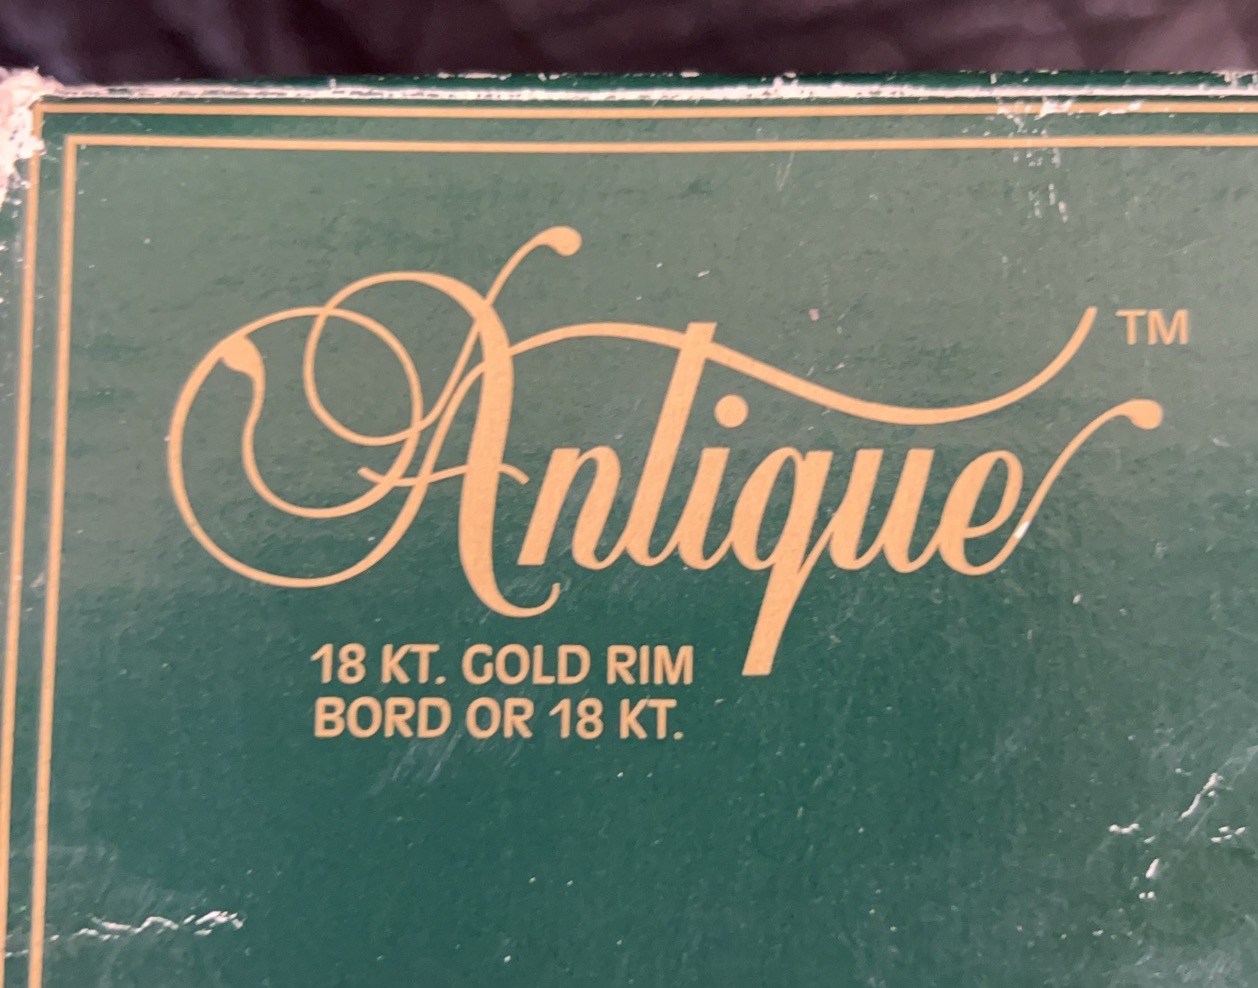 Antique™
18 KT. GOLD RIM
BORD OR 18 KT.